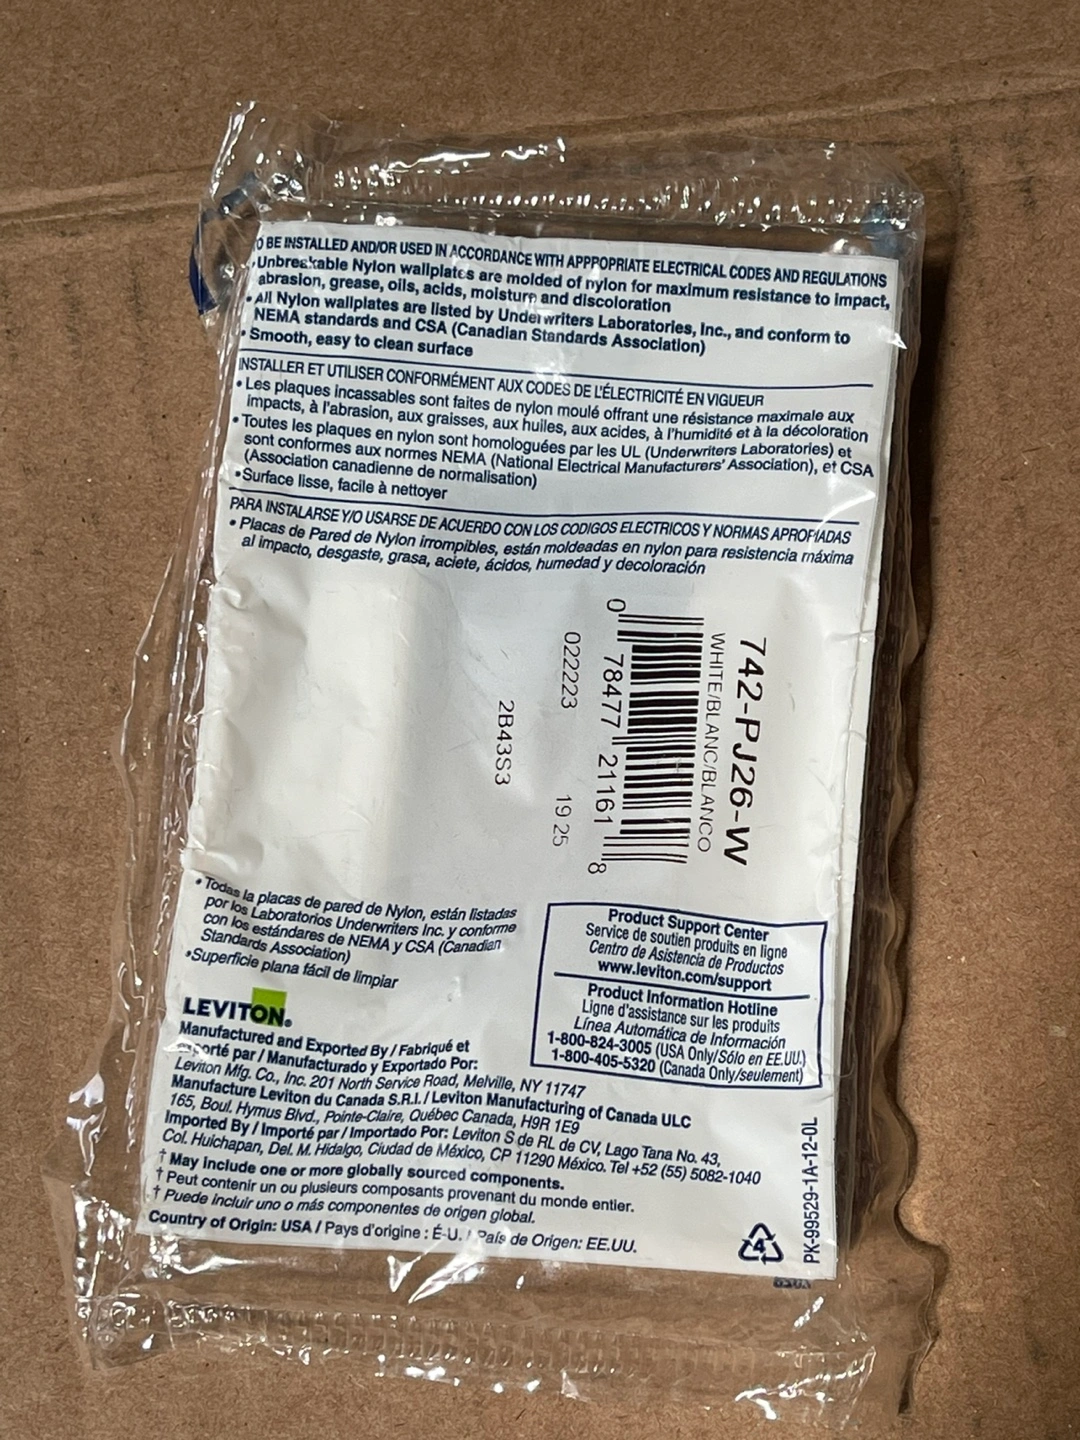 O BE INSTALLED AND/OR USED IN ACCORDANCE WITH APPROPRIATE ELECTRICAL CODES AND REGULATIONS
• Unbreakable Nylon wallplates are molded of nylon for maximum resistance to impact,
abrasion, grease, oils, acids, moisture and discoloration
• All Nylon wallplates are listed by Underwriters Laboratories, Inc., and conform to
NEMA standards and CSA (Canadian Standards Association)
• Smooth, easy to clean surface
INSTALLER ET UTILISER CONFORMÉMENT AUX CODES DE L'ÉLECTRICITÉ EN VIGUEUR
• Les plaques incassables sont faites de nylon moulé offrant une résistance maximale aux
impacts, à l'abrasion, aux graisses, aux huiles, aux acides, à l'humidité et à la décoloration
• Toutes les plaques en nylon sont homologuées par les UL (Underwriters Laboratories) et
sont conformes aux normes NEMA (National Electrical Manufacturers' Association), et CSA
(Association canadienne de normalisation)
• Surface lisse, facile à nettoyer
PARA INSTALARSE Y/O USARSE DE ACUERDO CON LOS CODIGOS ELECTRICOS Y NORMAS APROPIADAS
• Placas de Pared de Nylon irrompibles, están moldeadas en nylon para resistencia máxima
al impacto, desgaste, grasa, aciete, ácidos, humedad y decoloración
742-PJ26-W
WHITE/BLANC/BLANCO
0 78477 21161 8
022223 19 25
2B43S3
• Todas la placas de pared de Nylon, están listadas
por los Laboratorios Underwriters Inc. y conforme
con los estándares de NEMA y CSA (Canadian
Standards Association)
• Superficie plana fácil de limpiar
Product Support Center
Service de soutien produits en ligne
Centro de Asistencia de Productos
www.leviton.com/support
Product Information Hotline
Ligne d'assistance sur les produits
Línea Automática de Información
1-800-824-3005 (USA Only/Sólo en EE.UU.)
1-800-405-5320 (Canada Only/seulement)
LEVITON®
Manufactured and Exported By / Fabriqué et
exporté par / Manufacturado y Exportado Por:
Leviton Mfg. Co., Inc. 201 North Service Road, Melville, NY 11747
Manufacture Leviton du Canada S.R.I. / Leviton Manufacturing of Canada ULC
165, Boul. Hymus Blvd., Pointe-Claire, Québec Canada, H9R 1E9
Imported By / Importé par / Importado Por: Leviton S de RL de CV, Lago Tana No. 43,
Col. Huichapan, Del. M. Hidalgo, Ciudad de México, CP 11290 México. Tel +52 (55) 5082-1040
† May include one or more globally sourced components.
† Peut contenir un ou plusieurs composants provenant du monde entier.
† Puede incluir uno o más componentes de origen global.
Country of Origin: USA / Pays d'origine : É-U. / País de Origen: EE.UU.
4
PK-99529-1A-12-0L